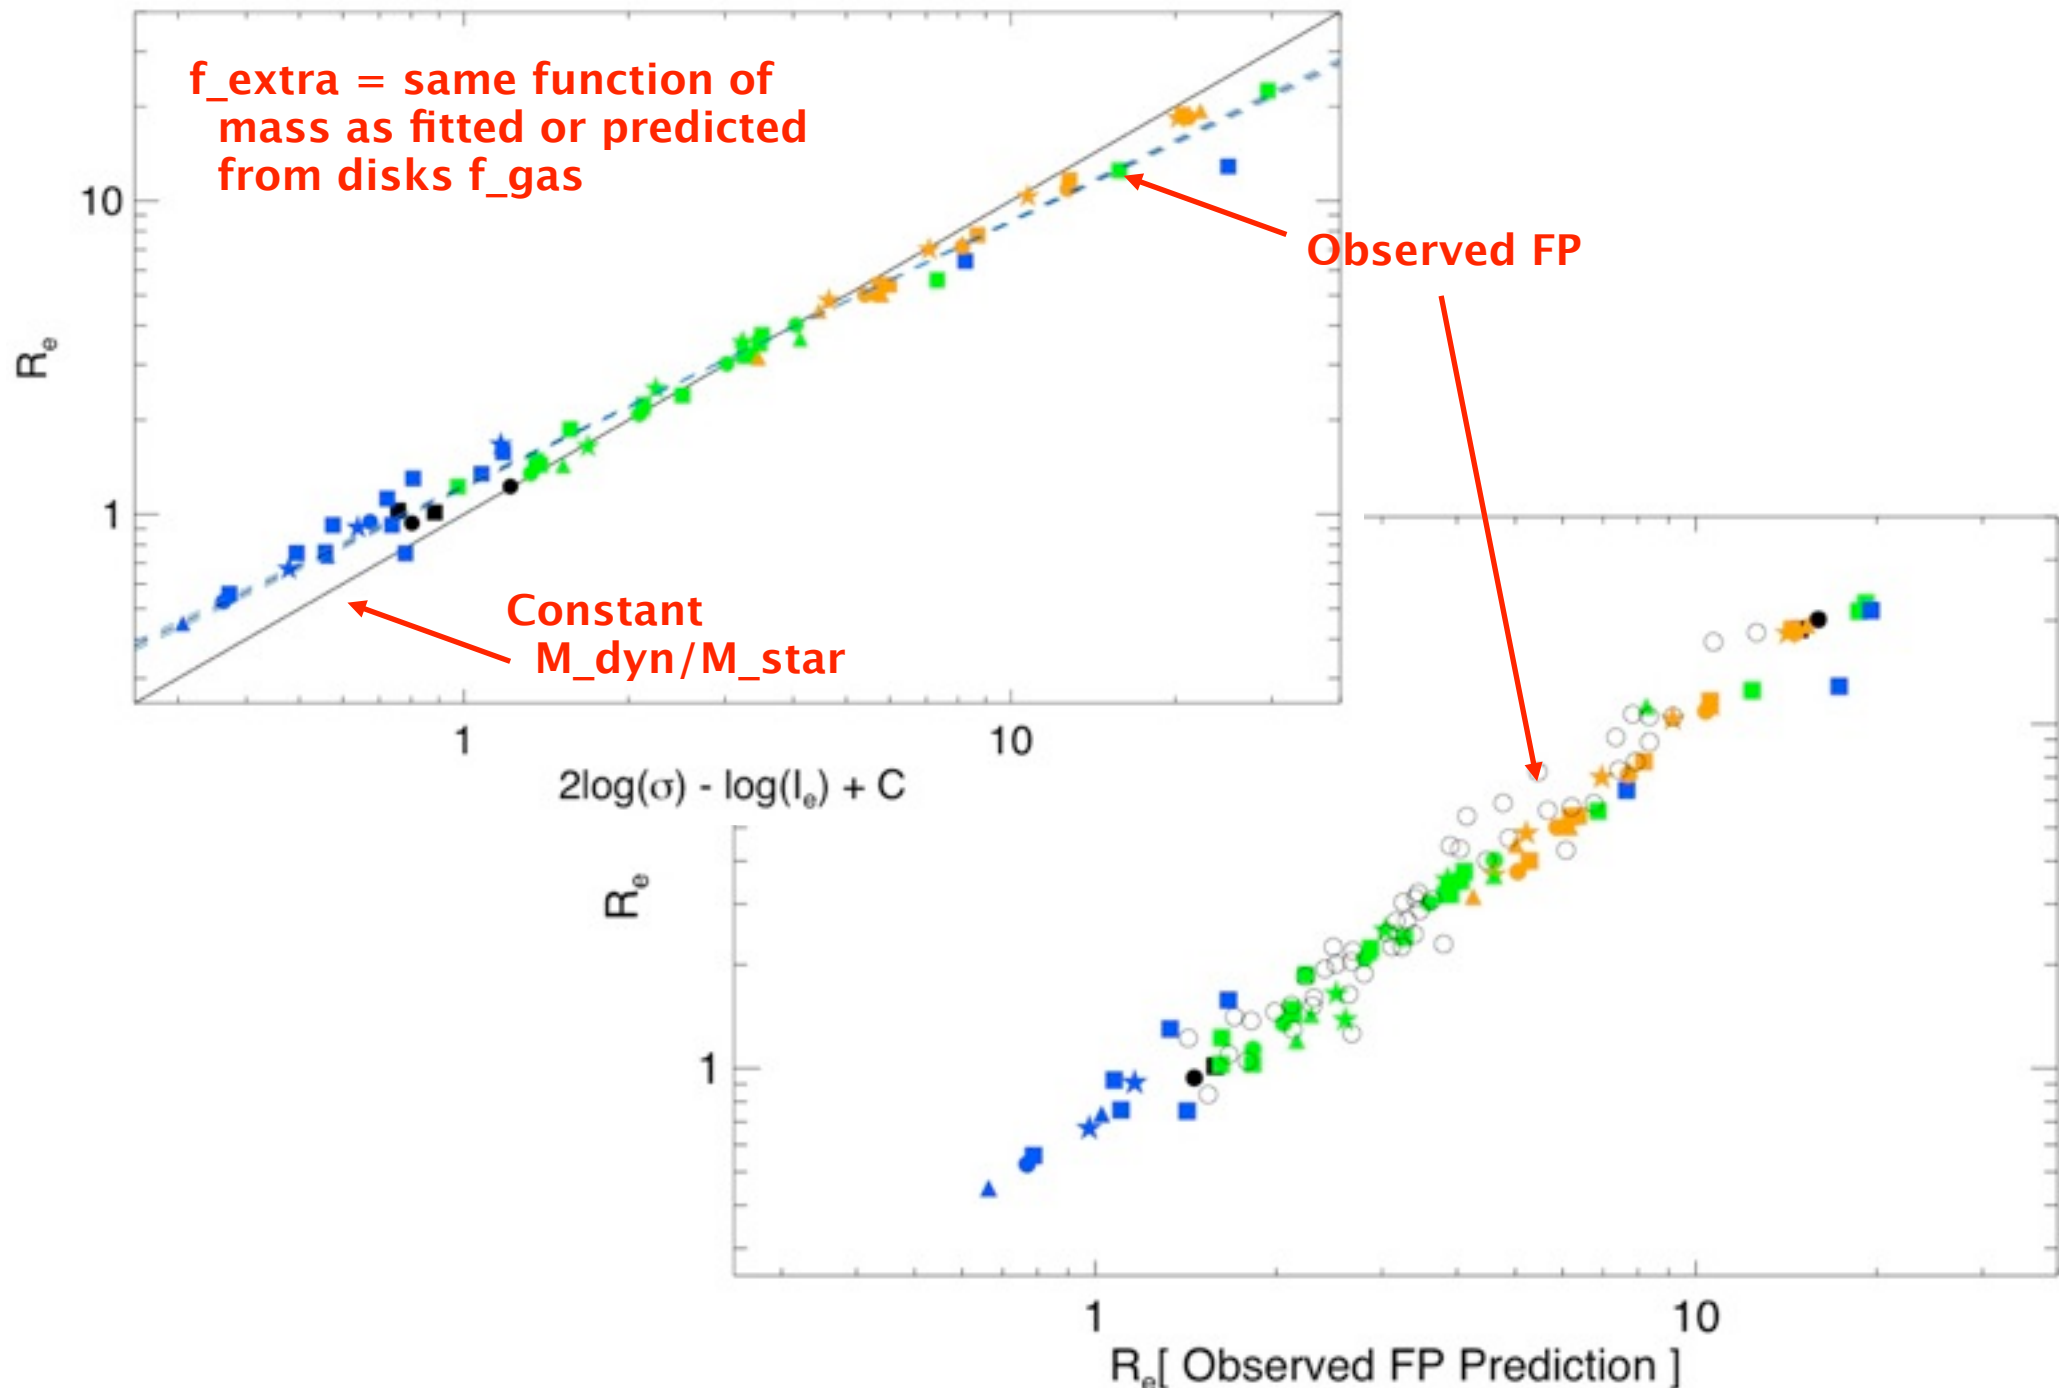 f_extra = same function of
mass as fitted or predicted
from disks f_gas
10
Observed FP
R_e
1
Constant
M_dyn/M_star
1
10
2log(σ) - log(I_e) + C
R_e
1
1
10
R_e[ Observed FP Prediction ]